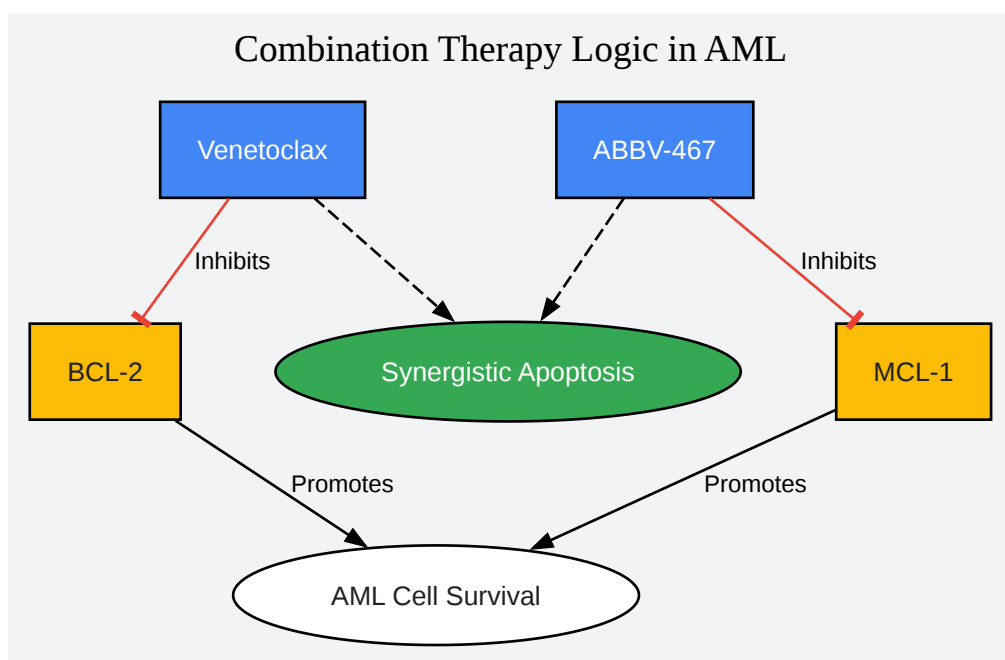 Combination Therapy Logic in AML
Venetoclax
ABBV-467
Inhibits
Inhibits
BCL-2
Synergistic Apoptosis
MCL-1
Promotes
Promotes
AML Cell Survival